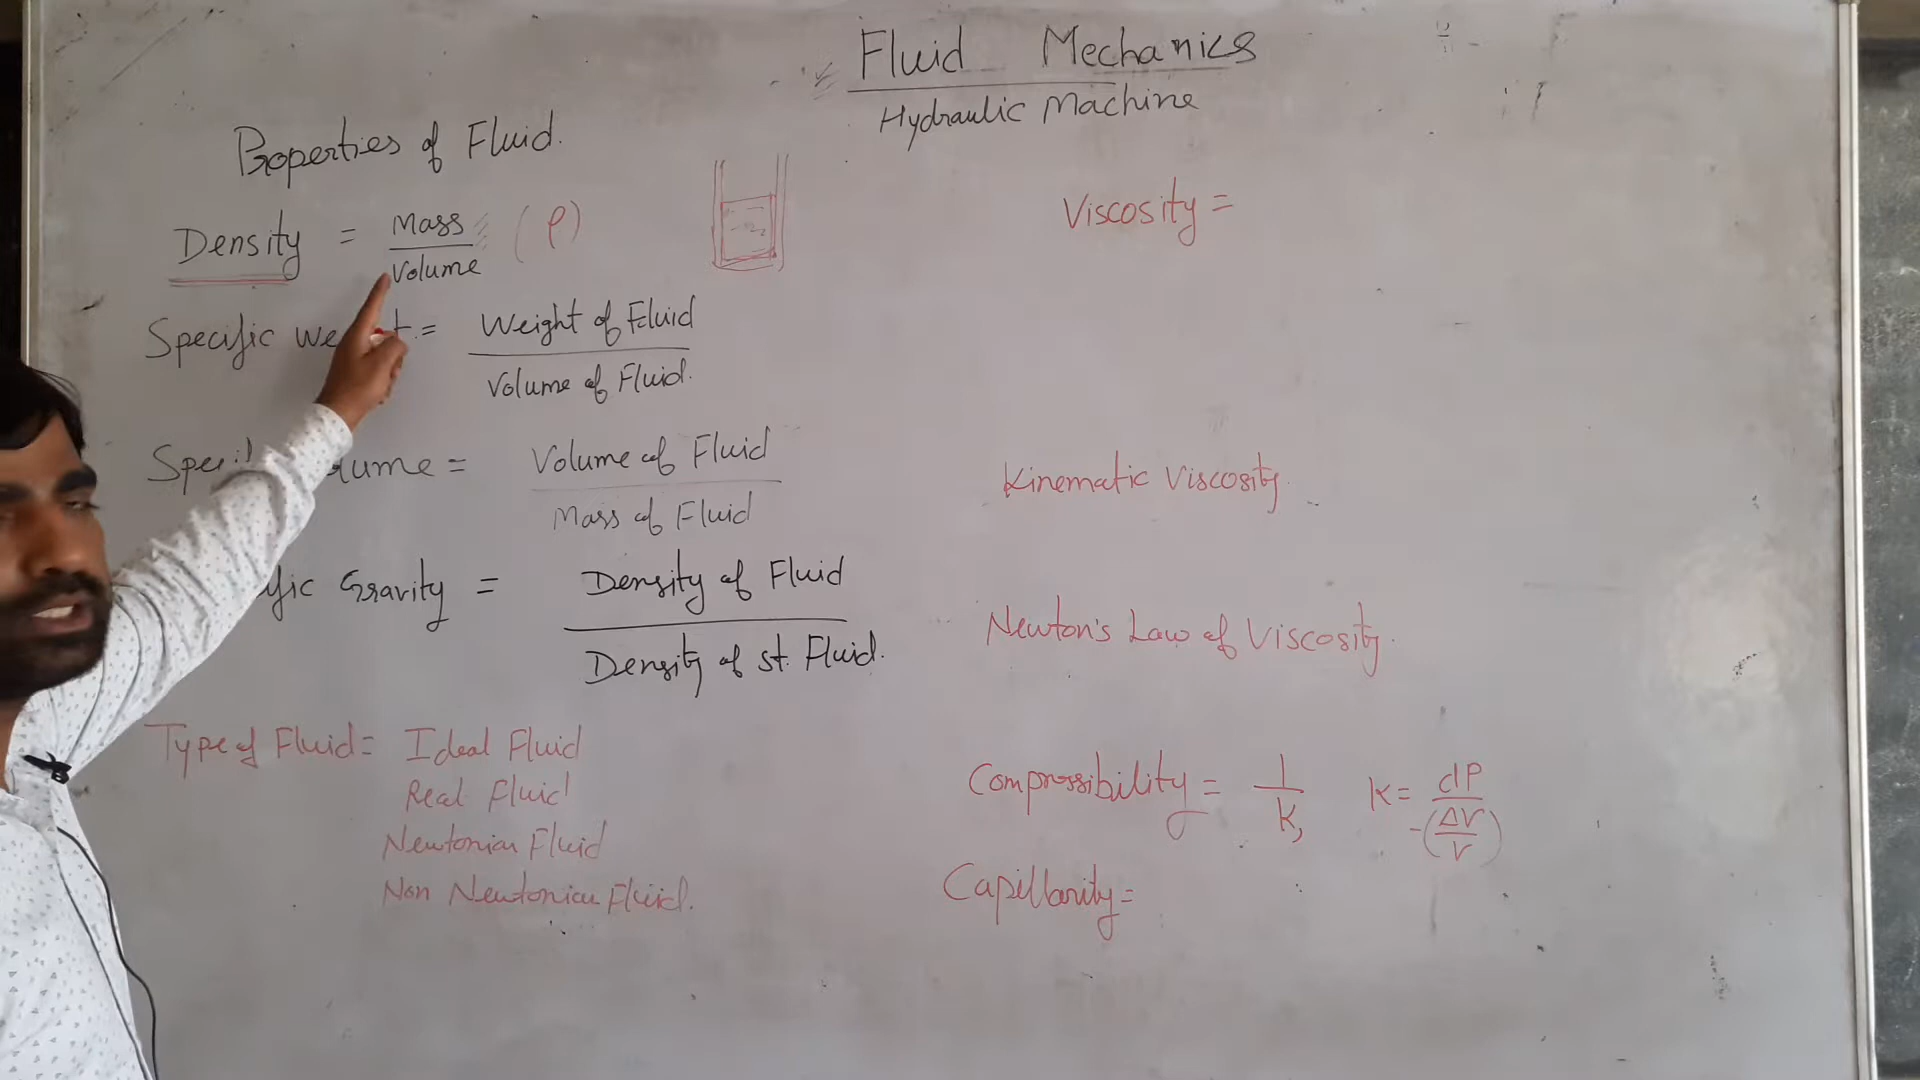 Fluid Mechanics
Hydraulic Machine
Properties of Fluid.
Density = Mass / Volume (ρ)
Specific We t. = Weight of Fluid / Volume of Fluid.
Speci ume = Volume of Fluid / Mass of Fluid
fic Gravity = Density of Fluid / Density of st. Fluid.
Type of Fluid = Ideal Fluid
Real Fluid
Newtonian Fluid
Non Newtonian Fluid.
Viscosity =
Kinematic Viscosity.
Newton's Law of Viscosity.
Compressibility = 1 / K, K = dP / -(ΔV / V)
Capillarity =